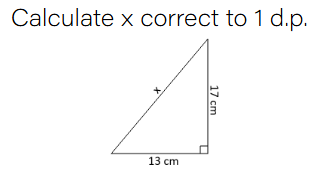 Calculate x correct to 1 d.p.
x
17 cm
13 cm